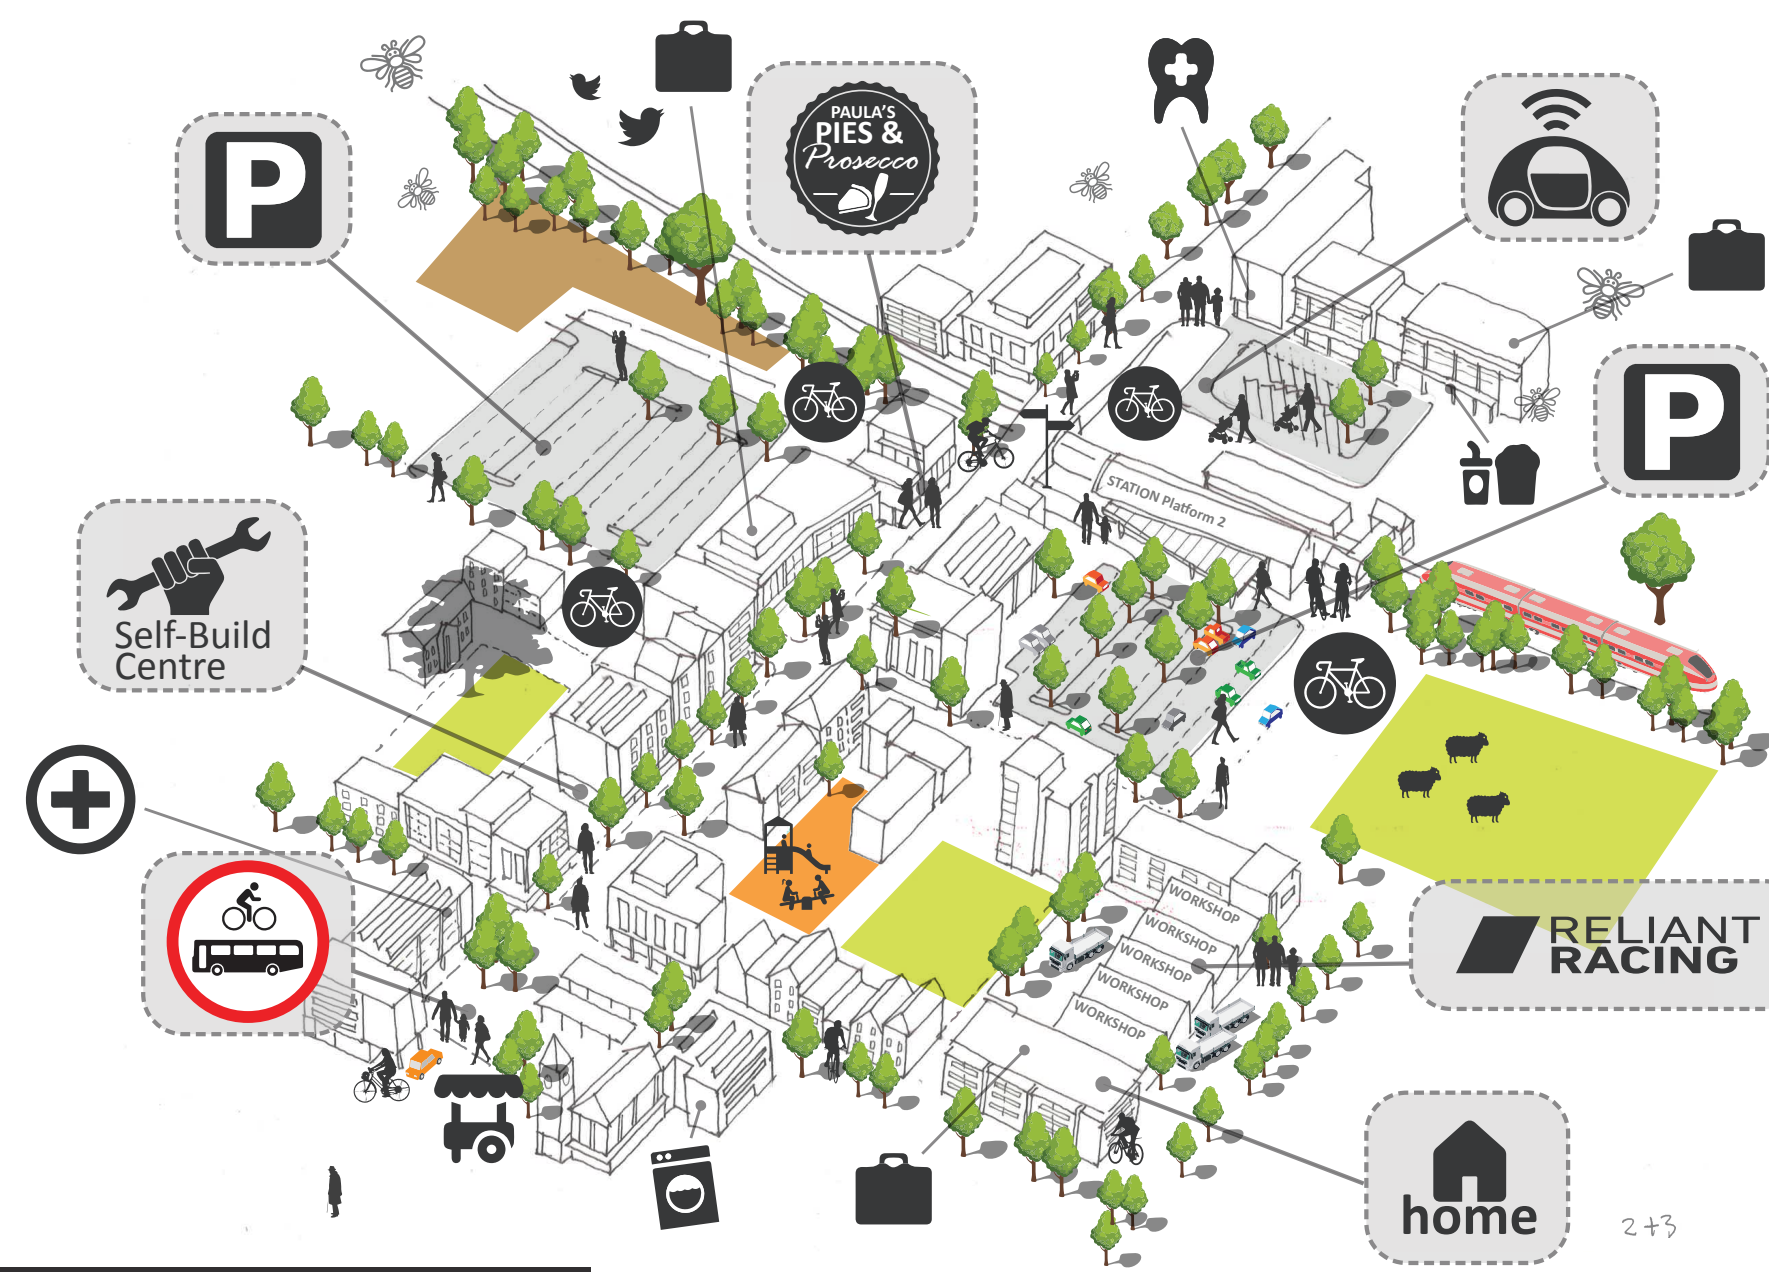 PAULA'S
PIES &
Prosecco
P
P
STATION Platform 2
Self-Build
Centre
WORKSHOP
WORKSHOP
WORKSHOP
WORKSHOP
WORKSHOP
RELIANT
RACING
home
2+3